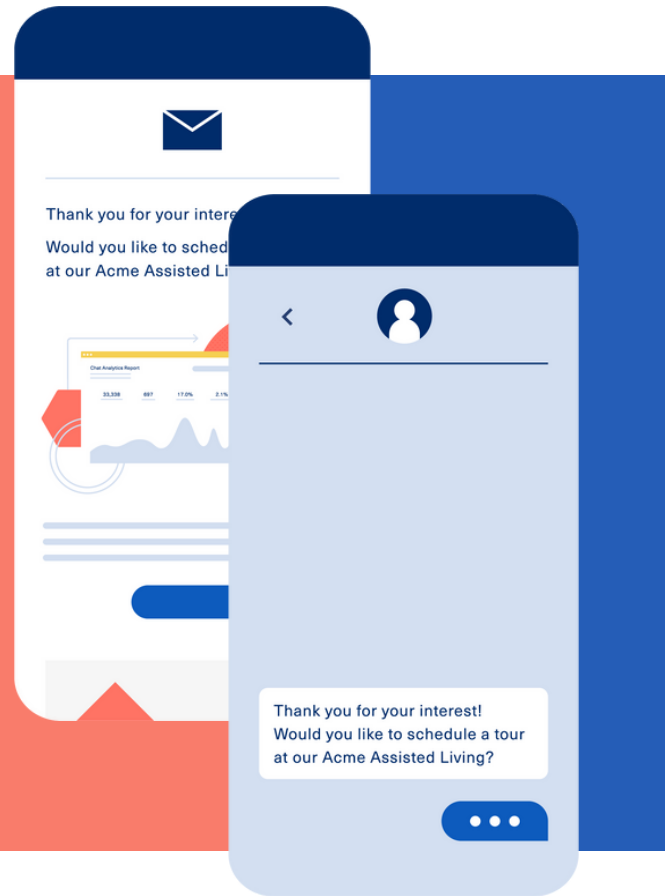 Thank you for your intere
Would you like to sched
at our Acme Assisted Li
Chat Analytics Report
33,338 697 17.0% 2.1%
Thank you for your interest!
Would you like to schedule a tour
at our Acme Assisted Living?